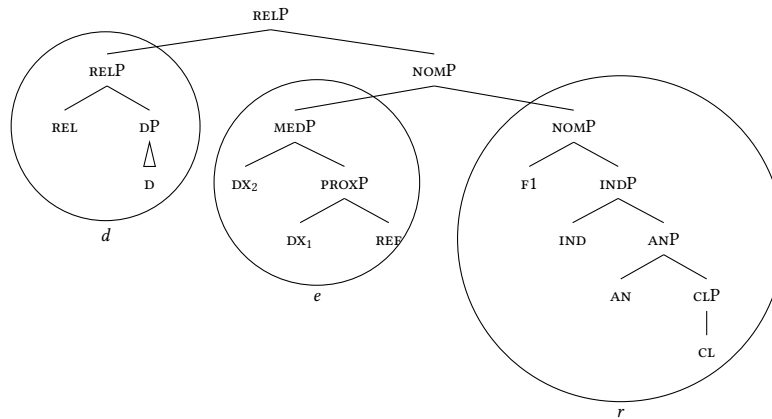 RELP
RELP NOMP
REL DP MEDP NOMP
D DX₂ PROXP F1 INDP
d DX₁ REF IND ANP
e AN CLP
CL
r